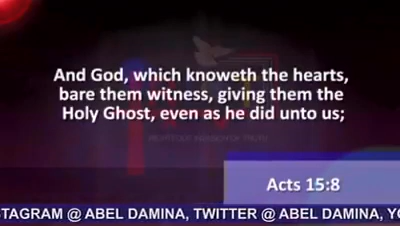 And God, which knoweth the hearts,
bare them witness, giving them the
Holy Ghost, even as he did unto us;
Acts 15:8
STAGRAM @ ABEL DAMINA, TWITTER @ ABEL DAMINA, YO